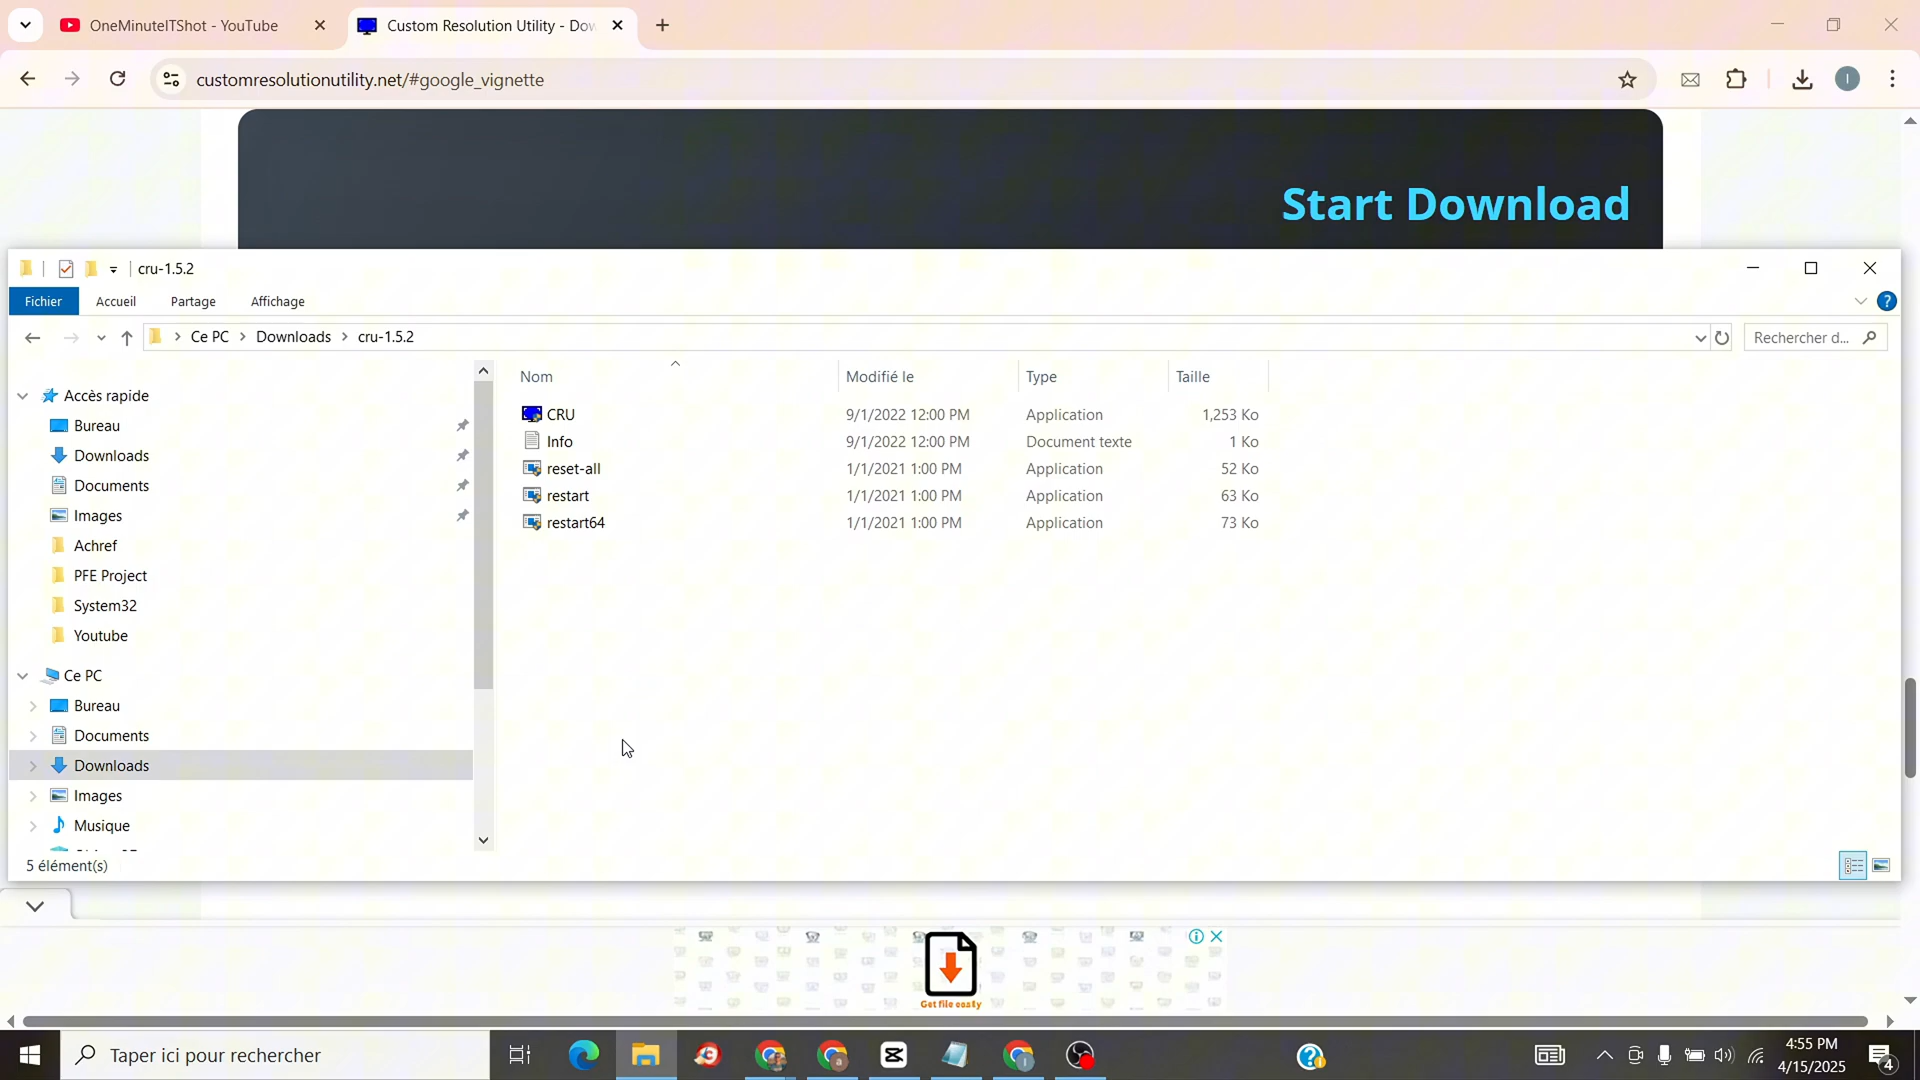 OneMinuteITShot - YouTube
Custom Resolution Utility - Dow
customresolutionutility.net/#google_vignette
I
Start Download
cru-1.5.2
Fichier
Accueil
Partage
Affichage
Ce PC
Downloads
cru-1.5.2
Rechercher d...
Nom
Modifié le
Type
Taille
Accès rapide
Bureau
Downloads
Documents
Images
Achref
PFE Project
System32
Youtube
Ce PC
Bureau
Documents
Downloads
Images
Musique
CRU 9/1/2022 12:00 PM Application 1,253 Ko
Info 9/1/2022 12:00 PM Document texte 1 Ko
reset-all 1/1/2021 1:00 PM Application 52 Ko
restart 1/1/2021 1:00 PM Application 63 Ko
restart64 1/1/2021 1:00 PM Application 73 Ko
5 élément(s)
Get file easily
Taper ici pour rechercher
4:55 PM
4/15/2025
4